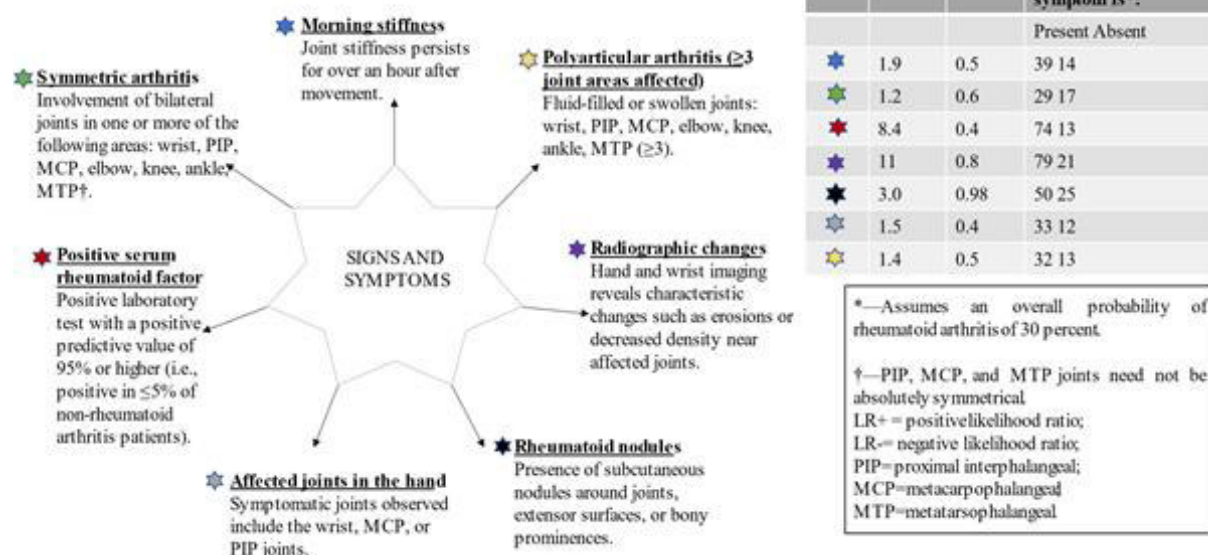 Morning stiffness
Joint stiffness persists
for over an hour after
movement.
Symmetric arthritis
Involvement of bilateral
joints in one or more of the
following areas: wrist, PIP,
MCP, elbow, knee, ankle,
MTP†.
Polyarticular arthritis (≥3
joint areas affected)
Fluid-filled or swollen joints:
wrist, PIP, MCP, elbow, knee,
ankle, MTP (≥3).
SIGNS AND
SYMPTOMS
Positive serum
rheumatoid factor
Positive laboratory
test with a positive
predictive value of
95% or higher (i.e.,
positive in ≤5% of
non-rheumatoid
arthritis patients).
Radiographic changes
Hand and wrist imaging
reveals characteristic
changes such as erosions or
decreased density near
affected joints.
Affected joints in the hand
Symptomatic joints observed
include the wrist, MCP, or
PIP joints.
Rheumatoid nodules
Presence of subcutaneous
nodules around joints,
extensor surfaces, or bony
prominences.
Present Absent
1.9 0.5 39 14
1.2 0.6 29 17
8.4 0.4 74 13
11 0.8 79 21
3.0 0.98 50 25
1.5 0.4 33 12
1.4 0.5 32 13
*—Assumes an overall probability of
rheumatoid arthritis of 30 percent.
†—PIP, MCP, and MTP joints need not be
absolutely symmetrical.
LR+ = positive likelihood ratio;
LR-= negative likelihood ratio;
PIP=proximal interphalangeal;
MCP=metacarpophalangeal;
MTP=metatarsophalangeal.